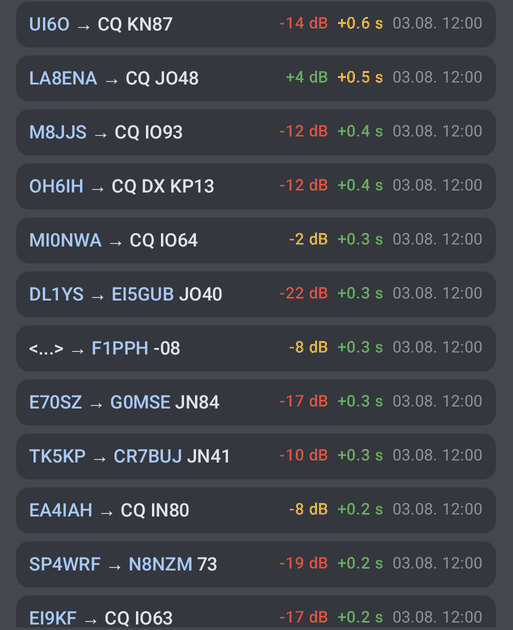 UI6O → CQ KN87 -14 dB +0.6 s 03.08. 12:00
LA8ENA → CQ JO48 +4 dB +0.5 s 03.08. 12:00
M8JJS → CQ IO93 -12 dB +0.4 s 03.08. 12:00
OH6IH → CQ DX KP13 -12 dB +0.4 s 03.08. 12:00
MI0NWA → CQ IO64 -2 dB +0.3 s 03.08. 12:00
DL1YS → EI5GUB JO40 -22 dB +0.3 s 03.08. 12:00
<...> → F1PPH -08 -8 dB +0.3 s 03.08. 12:00
E70SZ → G0MSE JN84 -17 dB +0.3 s 03.08. 12:00
TK5KP → CR7BUJ JN41 -10 dB +0.3 s 03.08. 12:00
EA4IAH → CQ IN80 -8 dB +0.2 s 03.08. 12:00
SP4WRF → N8NZM 73 -19 dB +0.2 s 03.08. 12:00
EI9KF → CQ IO63 -17 dB +0.2 s 03.08. 12:00